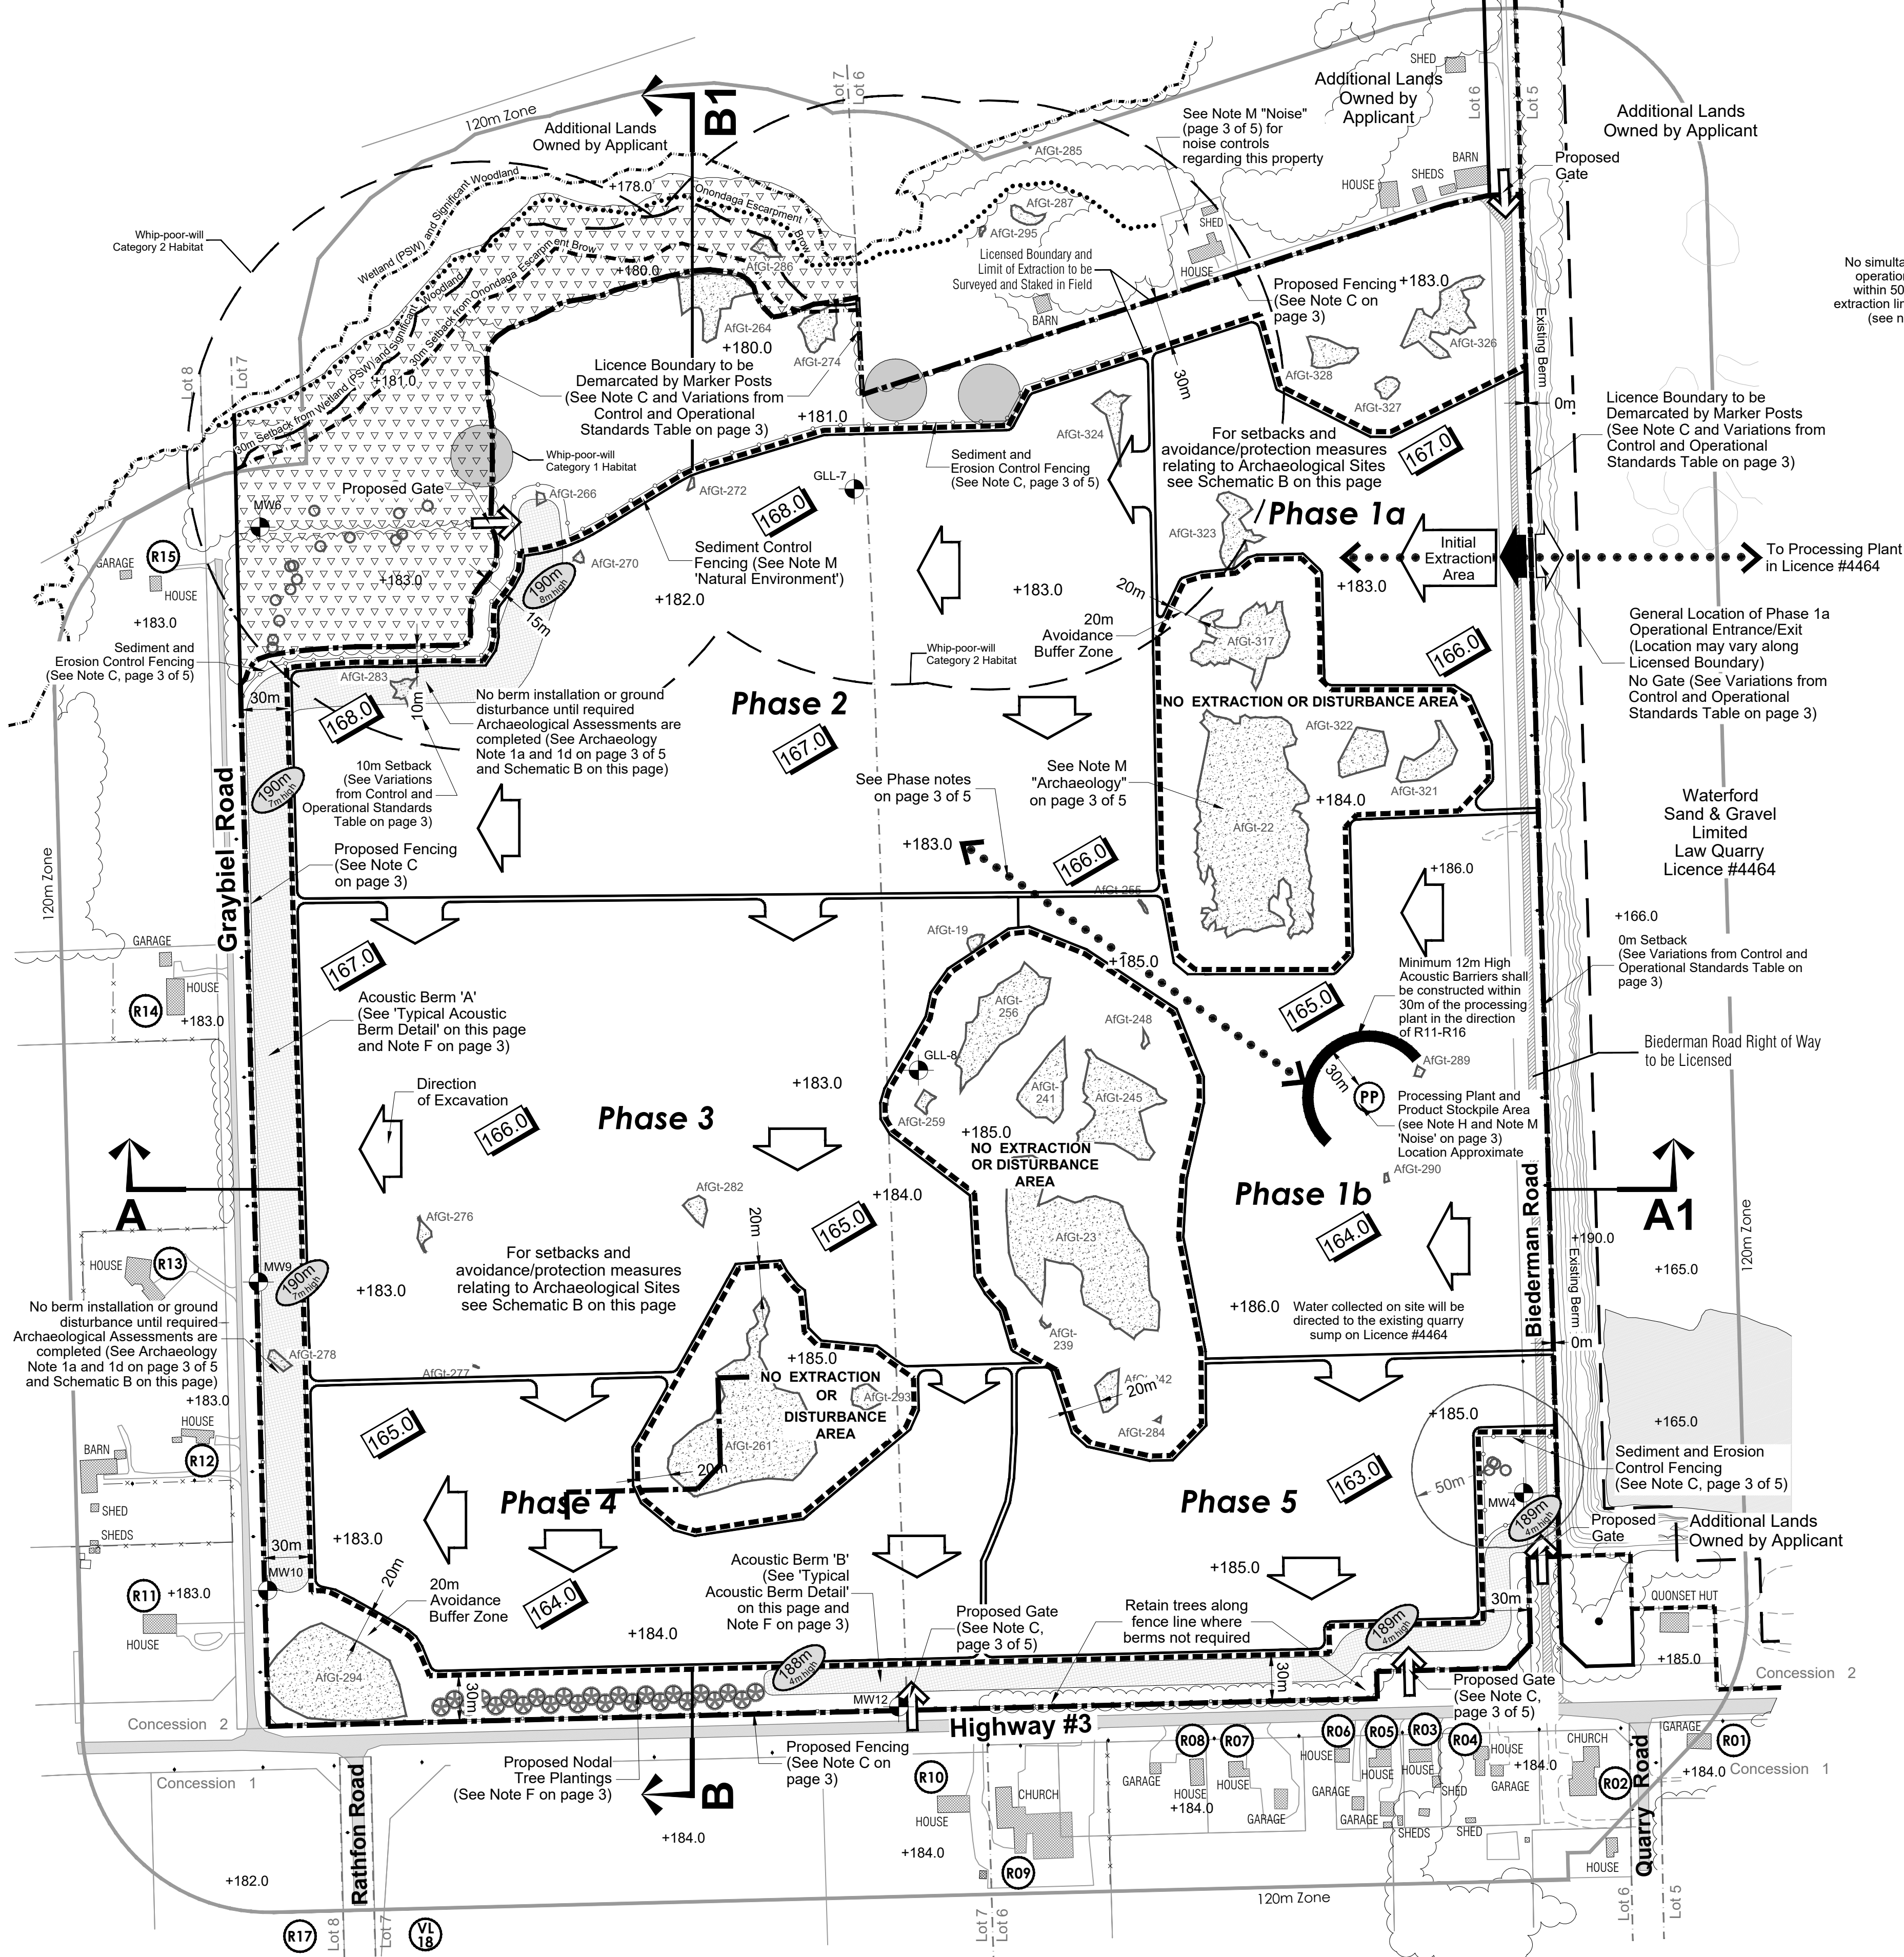 120m Zone
Additional Lands
Owned by Applicant
B1
Lot 7
Lot 6
SHED
Additional Lands
Owned by
Applicant
Lot 6
Lot 5
Additional Lands
Owned by Applicant
See Note M "Noise"
(page 3 of 5) for
noise controls
regarding this property
AfGt-285
BARN
SHEDS
HOUSE
Proposed
Gate
Wetland (PSW) and Significant Woodland
+178.0
Onondaga Escarpment
Brow
AfGt-287
AfGt-295
SHED
HOUSE
Whip-poor-will
Category 2 Habitat
30m Setback from Onondaga Escarpment Brow
+180.0
AfGt-286
Licensed Boundary and
Limit of Extraction to be
Surveyed and Staked in Field
BARN
Proposed Fencing
(See Note C on
page 3)
+183.0
No simulta
operation
within 50
extraction lin
(see n
AfGt-264
+180.0
AfGt-274
AfGt-326
AfGt-328
AfGt-327
Existing Berm
0m
Lot 8
Lot 7
30m Setback from Wetland (PSW) and Significant Woodland
+181.0
Licence Boundary to be
Demarcated by Marker Posts
(See Note C and Variations from
Control and Operational
Standards Table on page 3)
+181.0
30m
AfGt-324
For setbacks and
avoidance/protection measures
relating to Archaeological Sites
see Schematic B on this page
167.0
Licence Boundary to be
Demarcated by Marker Posts
(See Note C and Variations from
Control and Operational
Standards Table on page 3)
Whip-poor-will
Category 1 Habitat
Sediment and
Erosion Control Fencing
(See Note C, page 3 of 5)
Proposed Gate
MW6
AfGt-266
AfGt-272
GLL-7
168.0
AfGt-323
Phase 1a
Initial
Extraction
Area
To Processing Plant
in Licence #4464
R15
GARAGE
HOUSE
+183.0
+183.0
190m
8m high
AfGt-270
15m
Sediment Control
Fencing (See Note M
'Natural Environment')
+182.0
+183.0
20m
+183.0
20m
Avoidance
Buffer Zone
AfGt-317
166.0
General Location of Phase 1a
Operational Entrance/Exit
(Location may vary along
Licensed Boundary)
No Gate (See Variations from
Control and Operational
Standards Table on page 3)
Sediment and
Erosion Control Fencing
(See Note C, page 3 of 5)
AfGt-283
30m
10m
168.0
Whip-poor-will
Category 2 Habitat
No berm installation or ground
disturbance until required
Archaeological Assessments are
completed (See Archaeology
Note 1a and 1d on page 3 of 5
and Schematic B on this page)
Phase 2
167.0
NO EXTRACTION OR DISTURBANCE AREA
AfGt-322
AfGt-321
190m
7m high
10m Setback
(See Variations
from Control and
Operational Standards
Table on page 3)
See Phase notes
on page 3 of 5
See Note M
"Archaeology"
on page 3 of 5
+184.0
AfGt-22
Waterford
Sand & Gravel
Limited
Law Quarry
Licence #4464
Graybiel Road
Proposed Fencing
(See Note C
on page 3)
+183.0
166.0
+186.0
120m Zone
AfGt-255
+166.0
GARAGE
HOUSE
R14
+183.0
167.0
AfGt-19
+185.0
0m Setback
(See Variations from Control and
Operational Standards Table on
page 3)
Acoustic Berm 'A'
(See 'Typical Acoustic
Berm Detail' on this page
and Note F on page 3)
AfGt-
256
AfGt-248
165.0
Minimum 12m High
Acoustic Barriers shall
be constructed within
30m of the processing
plant in the direction
of R11-R16
Biederman Road Right of Way
to be Licensed
Direction
of Excavation
+183.0
GLL-8
AfGt-259
AfGt-
241
AfGt-245
30m
AfGt-289
PP
Phase 3
166.0
+185.0
NO EXTRACTION
OR DISTURBANCE
AREA
Processing Plant and
Product Stockpile Area
(see Note H and Note M
'Noise' on page 3)
Location Approximate
AfGt-290
A
AfGt-282
+184.0
165.0
20m
AfGt-276
Phase 1b
164.0
Biederman Road
A1
120m Zone
AfGt-23
+190.0
Existing Berm
+165.0
HOUSE
R13
MW9
190m
7m high
+183.0
For setbacks and
avoidance/protection measures
relating to Archaeological Sites
see Schematic B on this page
+186.0
Water collected on site will be
directed to the existing quarry
sump on Licence #4464
No berm installation or ground
disturbance until required
Archaeological Assessments are
completed (See Archaeology
Note 1a and 1d on page 3 of 5
and Schematic B on this page)
AfGt-278
AfGt-277
AfGt-
239
0m
+185.0
NO EXTRACTION
OR
DISTURBANCE
AREA
AfGt-293
20m
AfGt-284
+183.0
HOUSE
BARN
R12
SHED
SHEDS
165.0
AfGt-261
20m
+185.0
+165.0
Sediment and Erosion
Control Fencing
(See Note C, page 3 of 5)
50m
MW4
163.0
Phase 4
Phase 5
189m
4m high
Proposed
Gate
Additional Lands
Owned by Applicant
+183.0
30m
MW10
20m
20m
Avoidance
Buffer Zone
164.0
Acoustic Berm 'B'
(See 'Typical
Acoustic Berm Detail'
on this page and
Note F on page 3)
+185.0
R11
+183.0
HOUSE
Proposed Gate
(See Note C,
page 3 of 5)
Retain trees along
fence line where
berms not required
30m
189m
4m high
QUONSET HUT
+184.0
AfGt-294
30m
188m
4m high
MW12
30m
+185.0
Concession 2
Proposed Gate
(See Note C,
page 3 of 5)
Concession 2
Highway #3
Proposed Nodal
Tree Plantings
(See Note F on page 3)
Proposed Fencing
(See Note C on
page 3)
B
Concession 1
R10
HOUSE
CHURCH
R09
R08
R07
GARAGE
HOUSE
HOUSE
+184.0
GARAGE
R06
R05
R03
R04
HOUSE
HOUSE
HOUSE
HOUSE
GARAGE
GARAGE
GARAGE
SHED
SHEDS
SHED
+184.0
CHURCH
R02
GARAGE
R01
+184.0
Concession 1
Quarry Road
HOUSE
Rathfon Road
+184.0
+184.0
+182.0
120m Zone
R17
Lot 8
Lot 7
VL
18
Lot 7
Lot 6
Lot 6
Lot 5